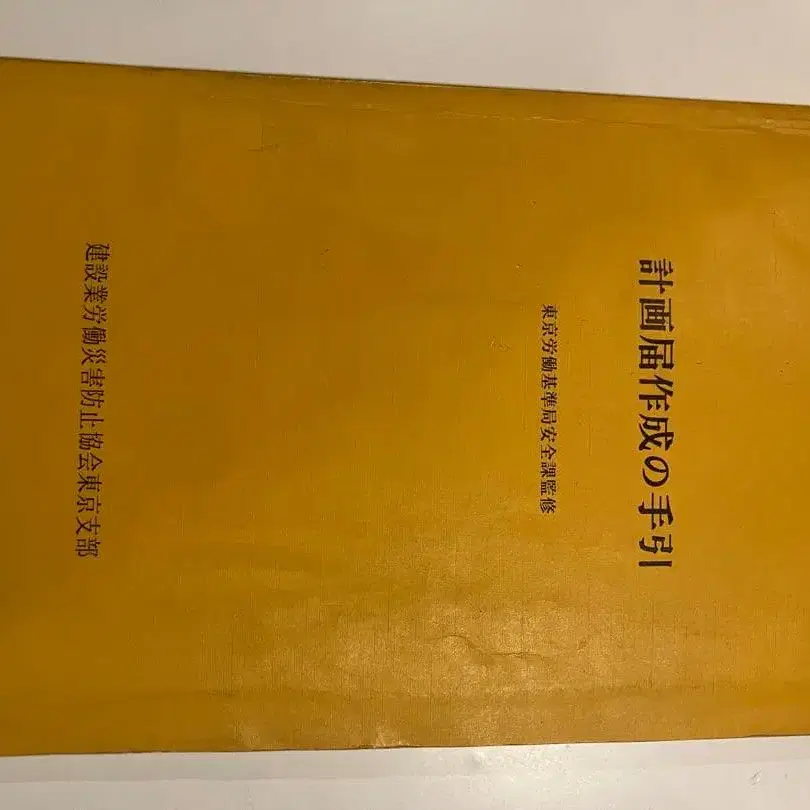 計画届作成の手引
東京労働基準局安全課監修
建設業労働災害防止協会東京支部